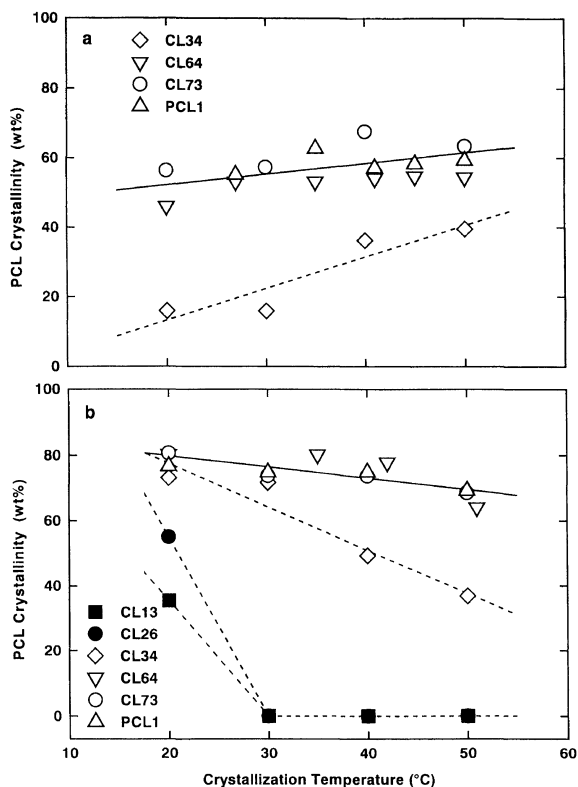 100
a
CL34
CL64
CL73
PCL1
80
60
40
20
0
PCL Crystallinity (wt%)
100
b
80
60
40
20
0
CL13
CL26
CL34
CL64
CL73
PCL1
PCL Crystallinity (wt%)
10 20 30 40 50 60
Crystallization Temperature (°C)